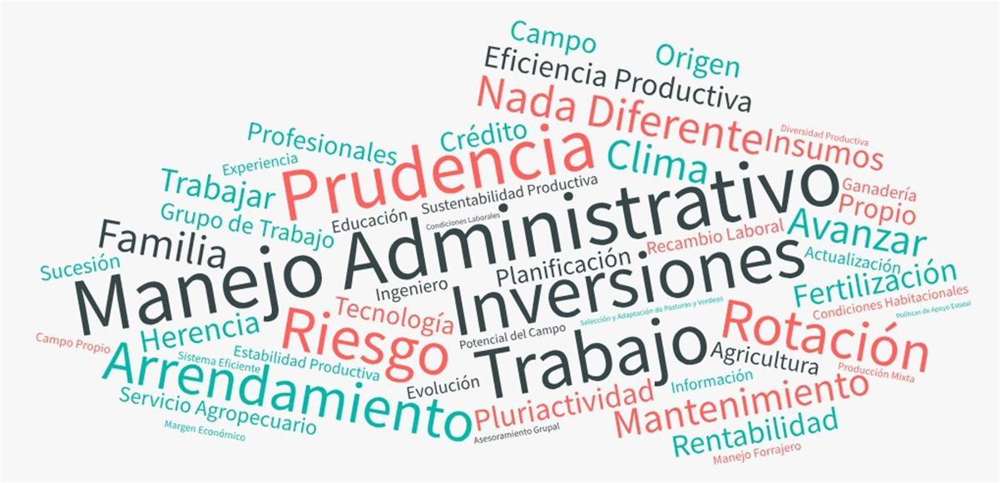 Campo
Origen
Eficiencia Productiva
Nada Diferente
Diversidad Productiva
Insumos
Profesionales
Crédito
Experiencia
Prudencia
Clima
Trabajar
Sustentabilidad Productiva
Ganadería
Propio
Grupo de Trabajo
Educación
Condiciones Laborales
Manejo Administrativo
Avanzar
Familia
Recambio Laboral
Sucesión
Planificación
Actualización
Ingeniero
Inversiones
Fertilización
Tecnología
Condiciones Habitacionales
Selección y Adaptación de Pasturas y Verdeos
Políticas de Apoyo Estatal
Herencia
Riesgo
Potencial del Campo
Rotación
Campo Propio
Arrendamiento
Sistema Eficiente
Estabilidad Productiva
Trabajo
Agricultura
Producción Mixta
Evolución
Información
Servicio Agropecuario
Pluriactividad
Mantenimiento
Margen Económico
Asesoramiento Grupal
Rentabilidad
Manejo Forrajero